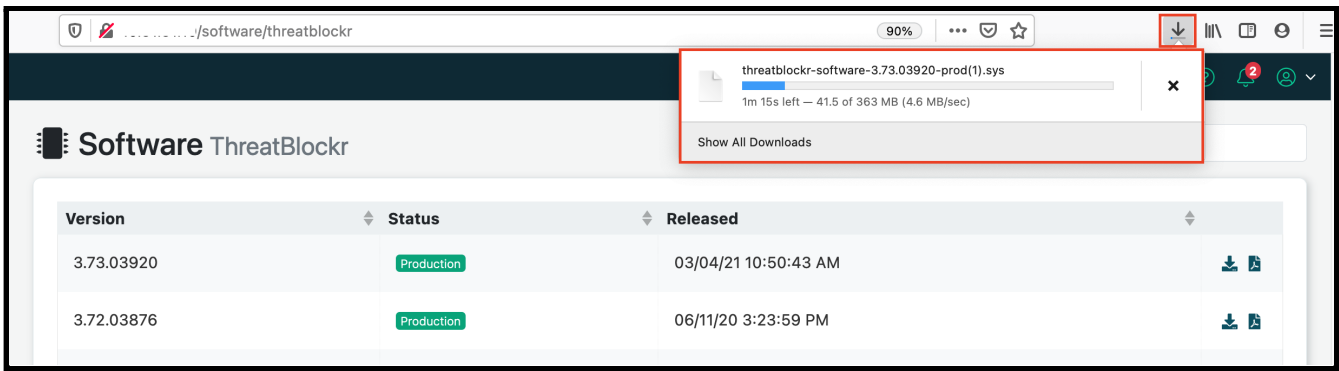 /software/threatblockr
90%
threatblockr-software-3.73.03920-prod(1).sys
1m 15s left — 41.5 of 363 MB (4.6 MB/sec)
Show All Downloads
2
Software ThreatBlockr
Version Status Released
3.73.03920 Production 03/04/21 10:50:43 AM
3.72.03876 Production 06/11/20 3:23:59 PM